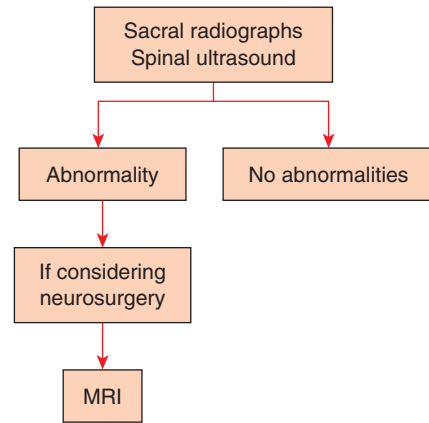 Sacral radiographs
Spinal ultrasound
Abnormality
No abnormalities
If considering
neurosurgery
MRI